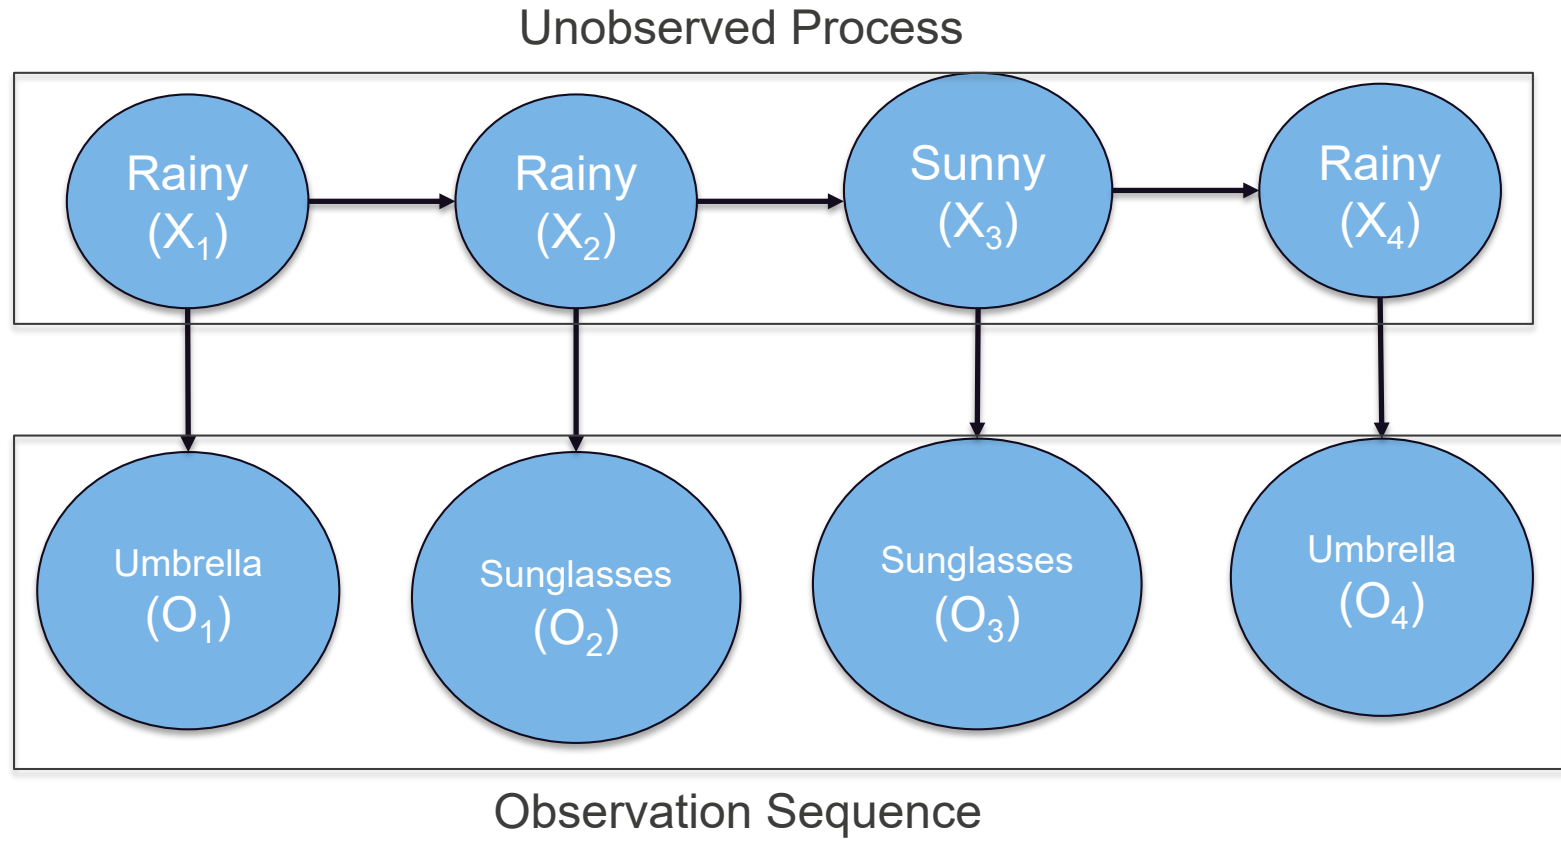 Unobserved Process
Rainy
(X₁)
Rainy
(X₂)
Sunny
(X₃)
Rainy
(X₄)
Umbrella
(O₁)
Sunglasses
(O₂)
Sunglasses
(O₃)
Umbrella
(O₄)
Observation Sequence